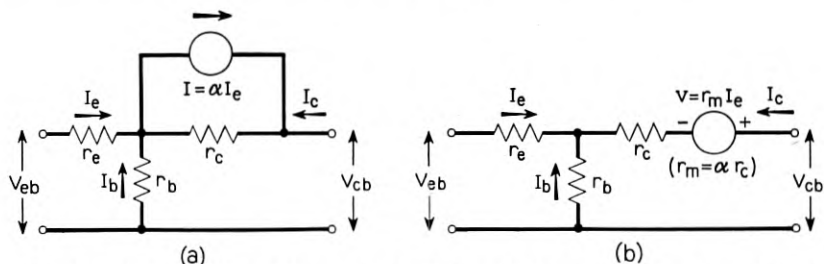 I=αIe
Ie
Ic
re
rc
Veb
Ib
rb
Vcb
(a)
v=rmIe
Ic
Ie
- +
re
rc
(rm=α rc)
Veb
Ib
rb
Vcb
(b)